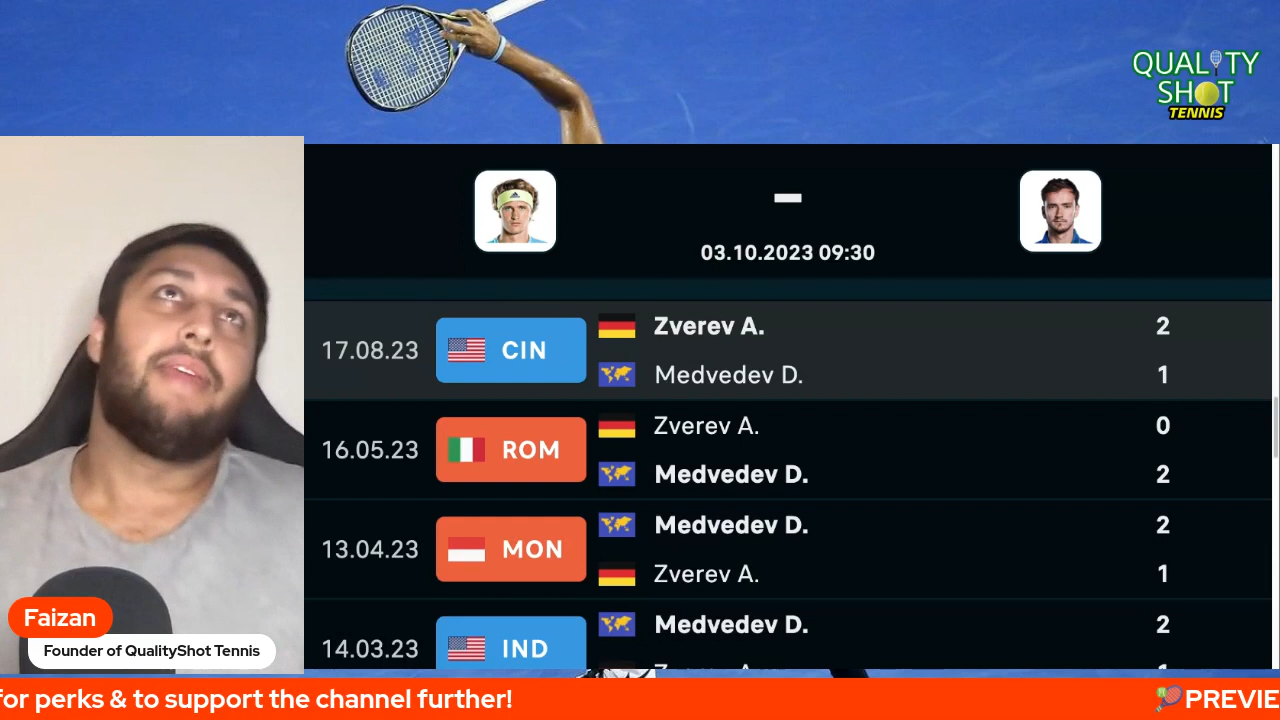 QUALITY
SHOT
TENNIS
03.10.2023 09:30
17.08.23
CIN
Zverev A.
2
Medvedev D.
1
16.05.23
ROM
Zverev A.
0
Medvedev D.
2
13.04.23
MON
Medvedev D.
2
Zverev A.
1
14.03.23
IND
Medvedev D.
2
Faizan
Founder of QualityShot Tennis
for perks & to support the channel further!
PREVIE